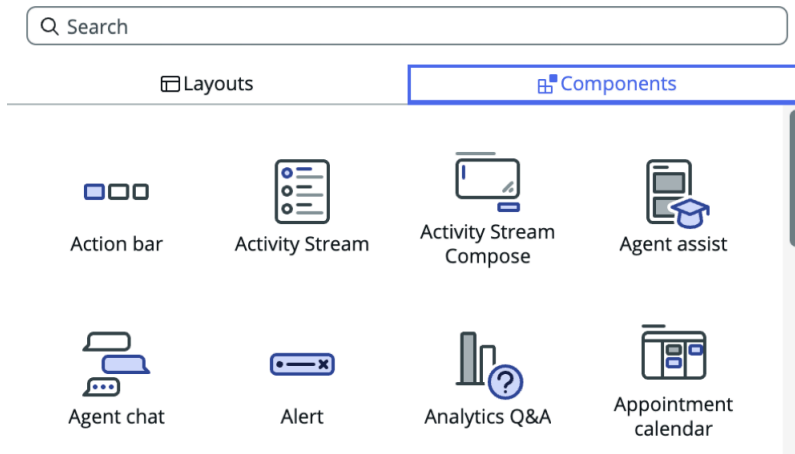 Search
Layouts
Components
Action bar
Activity Stream
Activity Stream
Compose
Agent assist
Agent chat
Alert
Analytics Q&A
Appointment
calendar